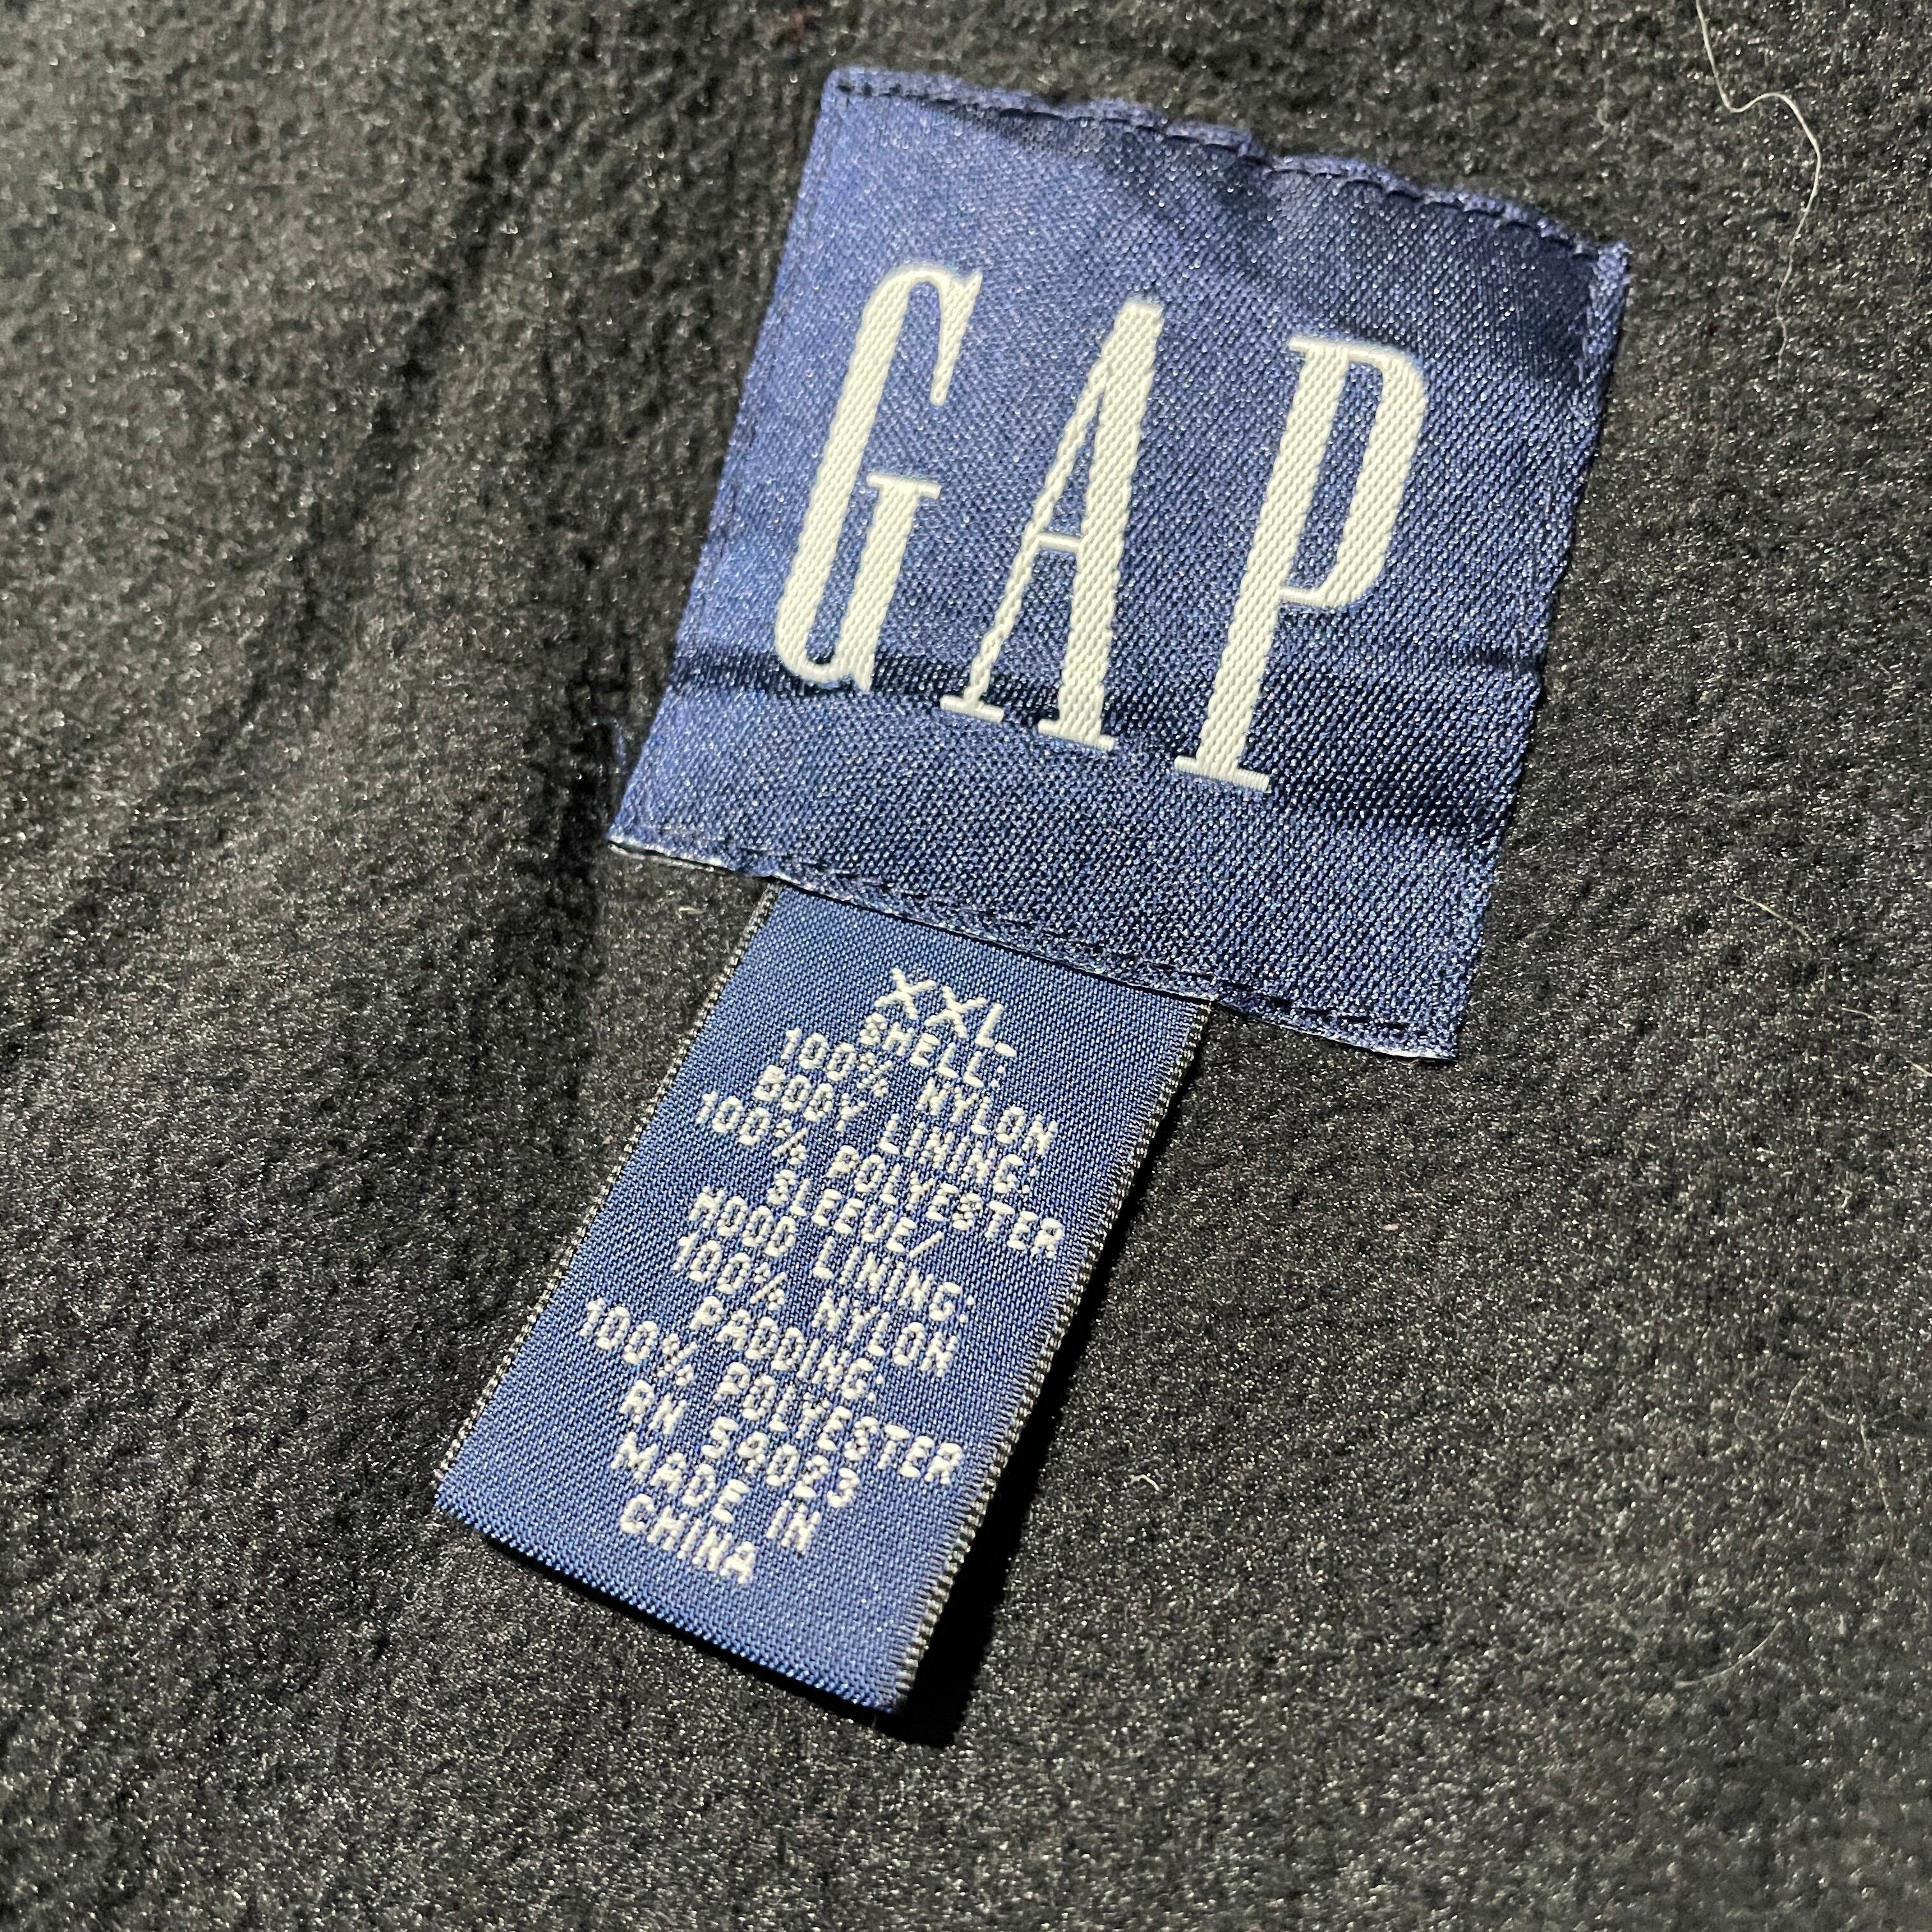 GAP
XXL
SHELL:
100% NYLON
BODY LINING:
100% POLYESTER
SLEEVE/
HOOD LINING:
100% NYLON
PADDING:
100% POLYESTER
RN 54023
MADE IN
CHINA